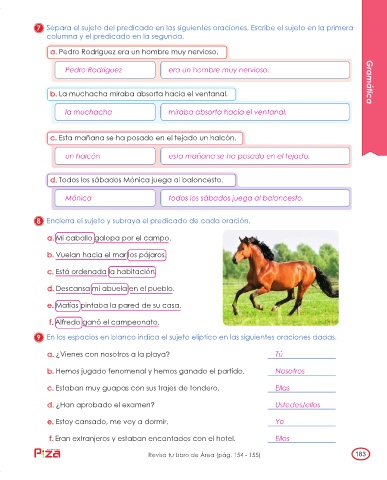 7 Separa el sujeto del predicado en las siguientes oraciones. Escribe el sujeto en la primera
columna y el predicado en la segunda.
a. Pedro Rodríguez era un hombre muy nervioso.
Pedro Rodríguez era un hombre muy nervioso.
Gramática
b. La muchacha miraba absorta hacia el ventanal.
la muchacha miraba absorta hacia el ventanal.
c. Esta mañana se ha posado en el tejado un halcón.
un halcón esta mañana se ha posado en el tejado.
d. Todos los sábados Mónica juega al baloncesto.
Mónica todos los sábados juega al baloncesto.
8 Encierra el sujeto y subraya el predicado de cada oración.
a. Mi caballo galopa por el campo.
b. Vuelan hacia el mar los pájaros.
c. Está ordenada la habitación.
d. Descansa mi abuela en el pueblo.
e. Matías pintaba la pared de su casa.
f. Alfredo ganó el campeonato.
9 En los espacios en blanco indica el sujeto elíptico en las siguientes oraciones dadas.
a. ¿Vienes con nosotros a la playa? Tú
b. Hemos jugado fenomenal y hemos ganado el partido. Nosotros
c. Estaban muy guapas con sus trajes de tondero. Ellas
d. ¿Han aprobado el examen? Ustedes/ellos
e. Estoy cansado, me voy a dormir. Yo
f. Eran extranjeros y estaban encantados con el hotel. Ellos
Piza Revisa tu Libro de Área (pág. 154 - 155) 183